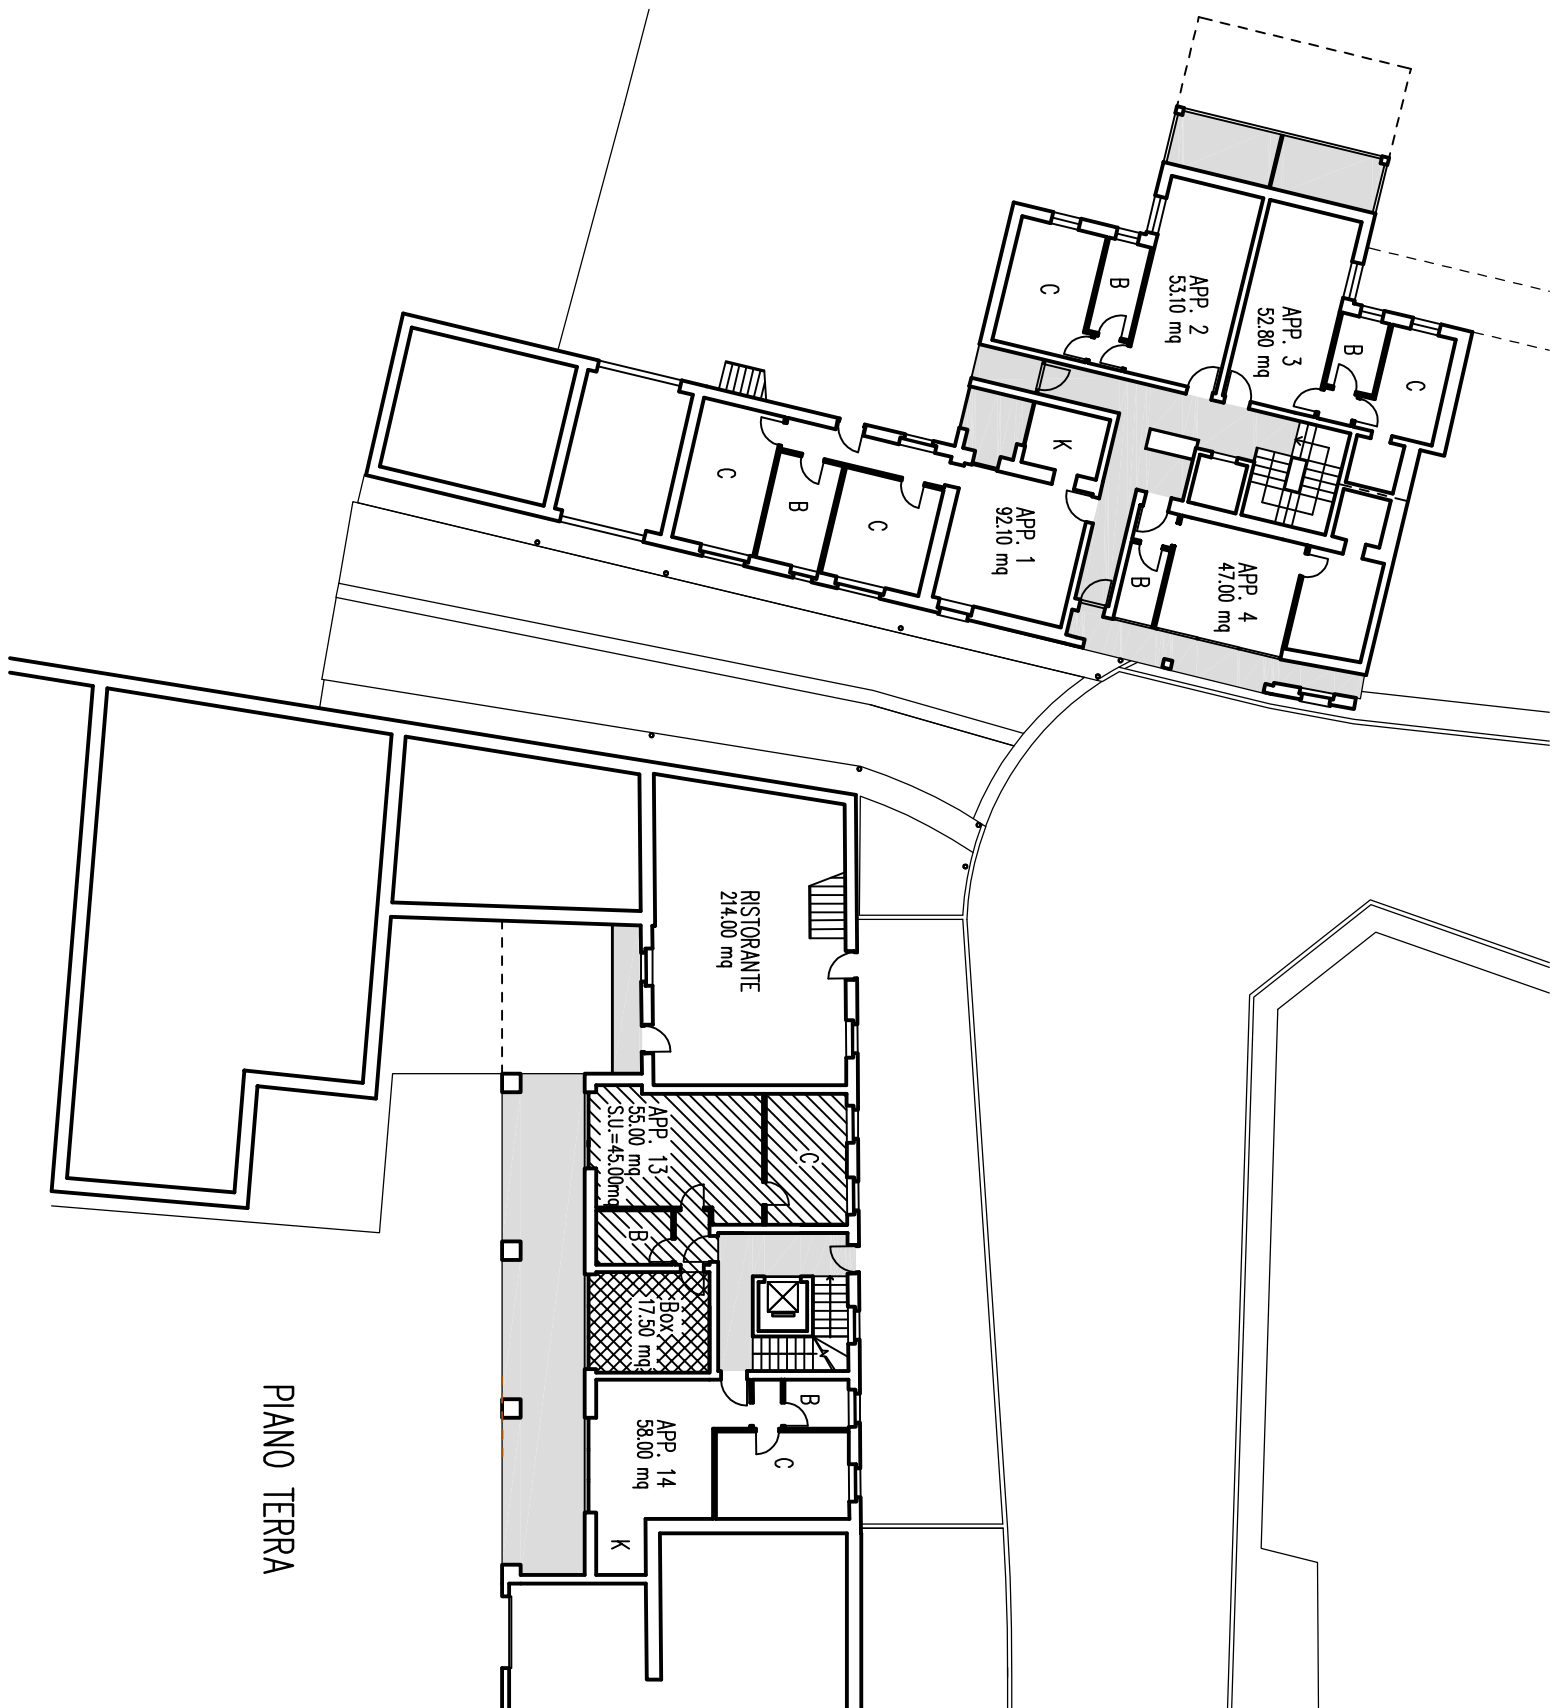 APP. 2
53.10 mq
C
B
APP. 3
52.80 mq
B
C
K
APP. 1
92.10 mq
C
B
C
APP. 4
47.00 mq
B
RISTORANTE
214.00 mq
APP. 13
55.00 mq
S.U.=45.00mq
C
B
Box
17.50 mq
APP. 14
58.00 mq
B
C
K
PIANO TERRA